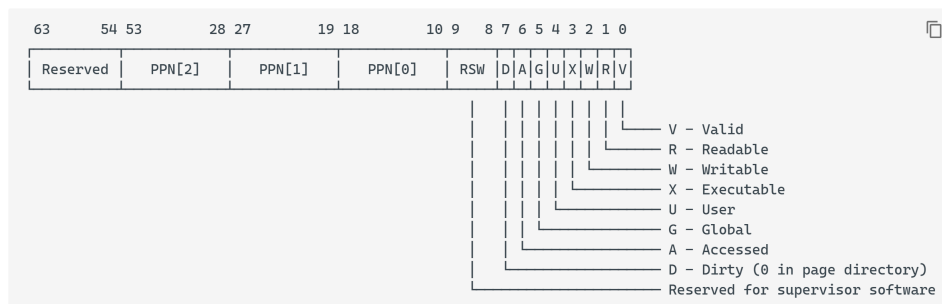 63 54 53 28 27 19 18 10 9 8 7 6 5 4 3 2 1 0
Reserved PPN[2] PPN[1] PPN[0] RSW D A G U X W R V
V - Valid
R - Readable
W - Writable
X - Executable
U - User
G - Global
A - Accessed
D - Dirty (0 in page directory)
Reserved for supervisor software